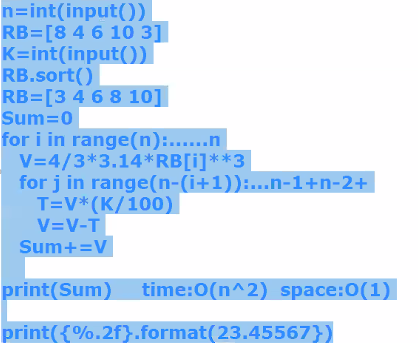 n=int(input())
RB=[8 4 6 10 3]
K=int(input())
RB.sort()
RB=[3 4 6 8 10]
Sum=0
for i in range(n):......n
V=4/3*3.14*RB[i]**3
for j in range(n-(i+1)):...n-1+n-2+
T=V*(K/100)
V=V-T
Sum+=V
print(Sum) time:O(n^2) space:O(1)
print({%.2f}.format(23.45567})